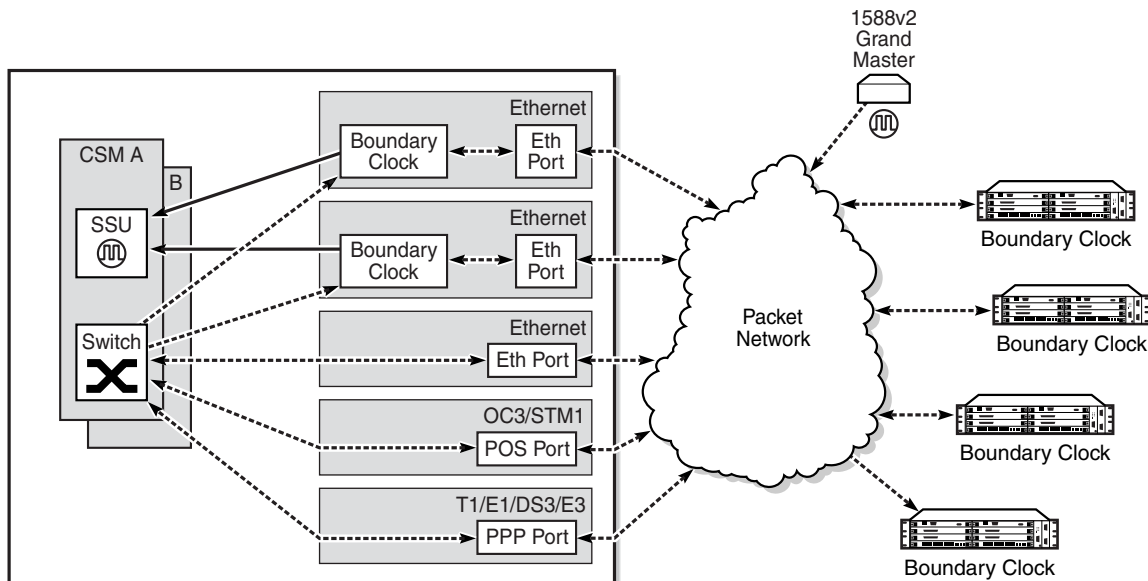 1588v2
Grand
Master
Ethernet
Boundary
Clock
Eth
Port
CSM A
B
SSU
Ethernet
Boundary
Clock
Eth
Port
Switch
Ethernet
Eth Port
OC3/STM1
POS Port
T1/E1/DS3/E3
PPP Port
Packet
Network
Boundary Clock
Boundary Clock
Boundary Clock
Boundary Clock